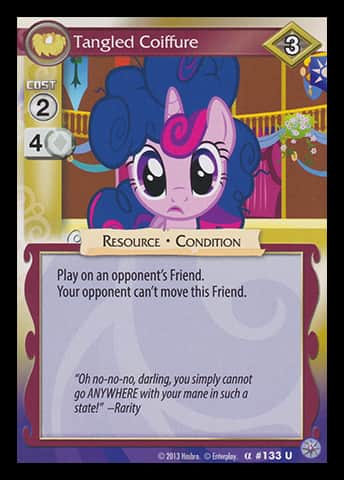 Tangled Coiffure
3
COST
2
4
RESOURCE • CONDITION
Play on an opponent's Friend.
Your opponent can't move this Friend.
"Oh no-no-no, darling, you simply cannot
go ANYWHERE with your mane in such a
state!" –Rarity
© 2013 Hasbro. © Enterplay. α #133 U